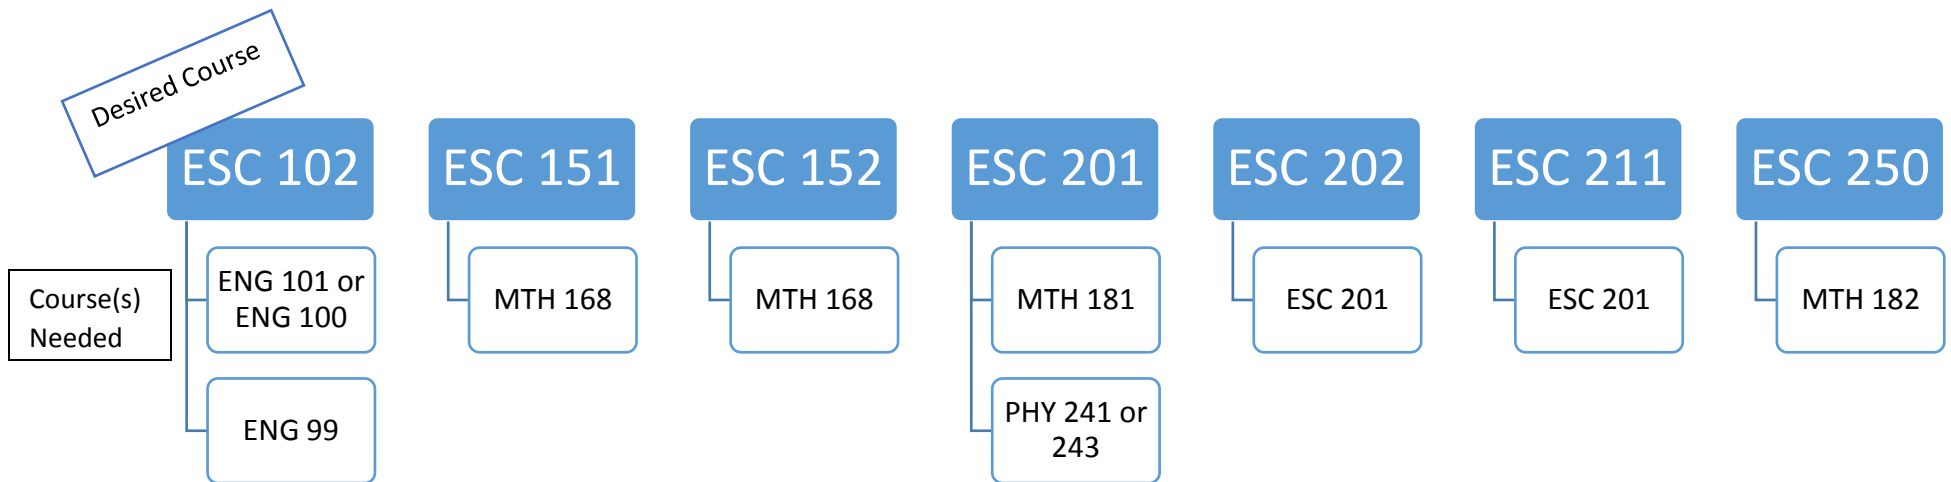 Desired Course
ESC 102
ESC 151
ESC 152
ESC 201
ESC 202
ESC 211
ESC 250
Course(s)
Needed
ENG 101 or
ENG 100
MTH 168
MTH 168
MTH 181
ESC 201
ESC 201
MTH 182
ENG 99
PHY 241 or
243